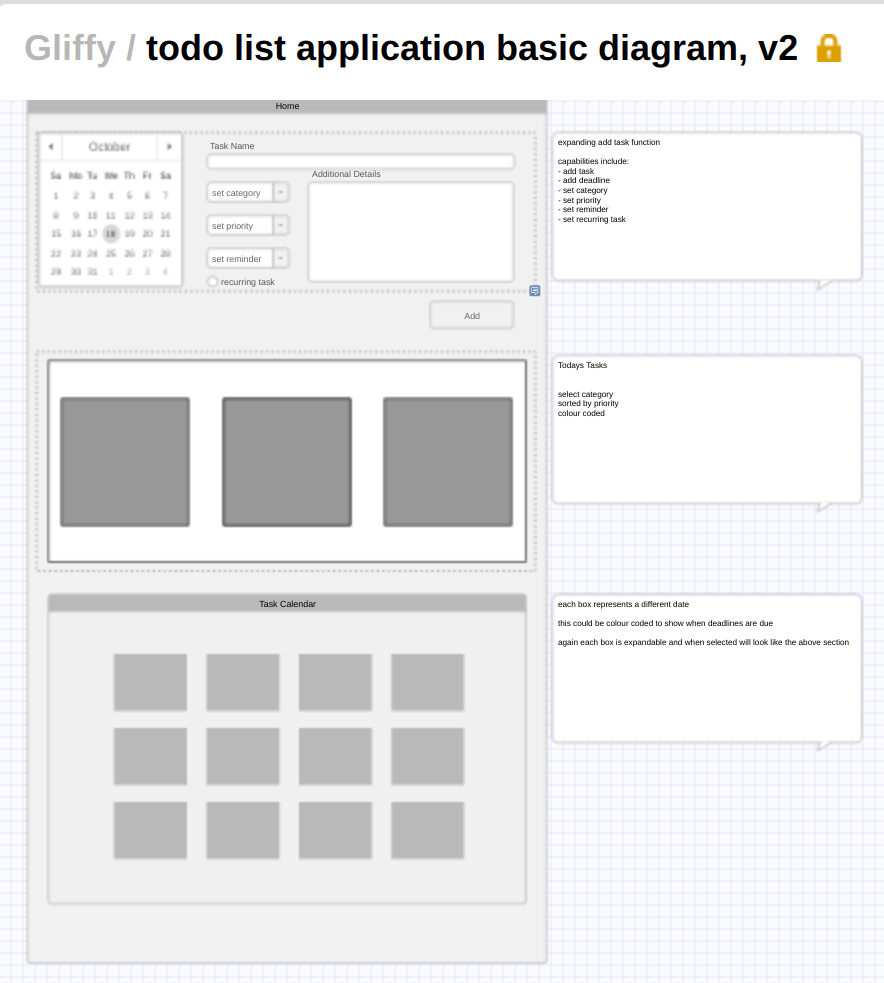 Gliffy / todo list application basic diagram, v2
Home
October
Su Mo Tu We Th Fr Sa
1 2 3 4 5 6 7
8 9 10 11 12 13 14
15 16 17 18 19 20 21
22 23 24 25 26 27 28
29 30 31 1 2 3 4
Task Name
Additional Details
set category
set priority
set reminder
recurring task
Add
expanding add task function
capabilities include:
- add task
- add deadline
- set category
- set priority
- set reminder
- set recurring task
Todays Tasks
select category
sorted by priority
colour coded
Task Calendar
each box represents a different date
this could be colour coded to show when deadlines are due
again each box is expandable and when selected will look like the above section